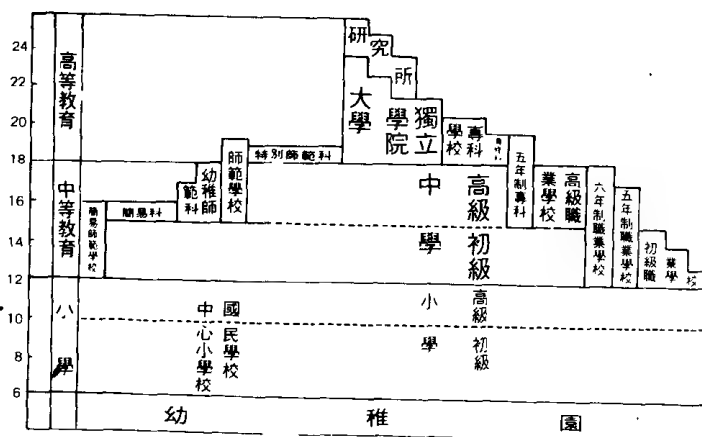 24
22
20
18
16
14
12
10
8
6
高等教育
中等教育
小學
研究所
大學
獨立學院
專科學校
五年制專科
特別師範科
師範學校
幼稚師範科
簡易科
簡易師範學校
高級中學
初級
高級職業學校
六年制職業學校
五年制職業學校
初級職業學校
高級小學
初級
國民學校
中心小學校
幼稚園